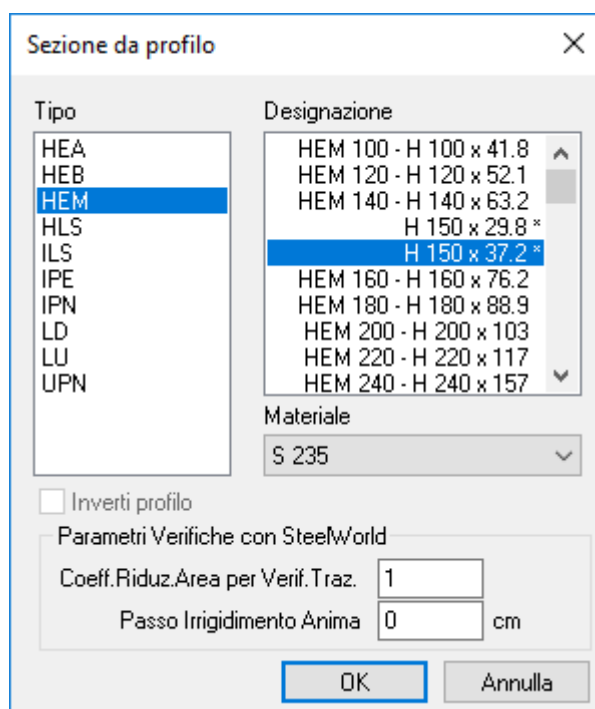 Sezione da profilo
Tipo
HEA
HEB
HEM
HLS
ILS
IPE
IPN
LD
LU
UPN
Designazione
HEM 100 - H 100 x 41.8
HEM 120 - H 120 x 52.1
HEM 140 - H 140 x 63.2
H 150 x 29.8 *
H 150 x 37.2 *
HEM 160 - H 160 x 76.2
HEM 180 - H 180 x 88.9
HEM 200 - H 200 x 103
HEM 220 - H 220 x 117
HEM 240 - H 240 x 157
Materiale
S 235
Inverti profilo
Parametri Verifiche con SteelWorld
Coeff.Riduz.Area per Verif.Traz. 1
Passo Irrigidimento Anima 0 cm
OK Annulla